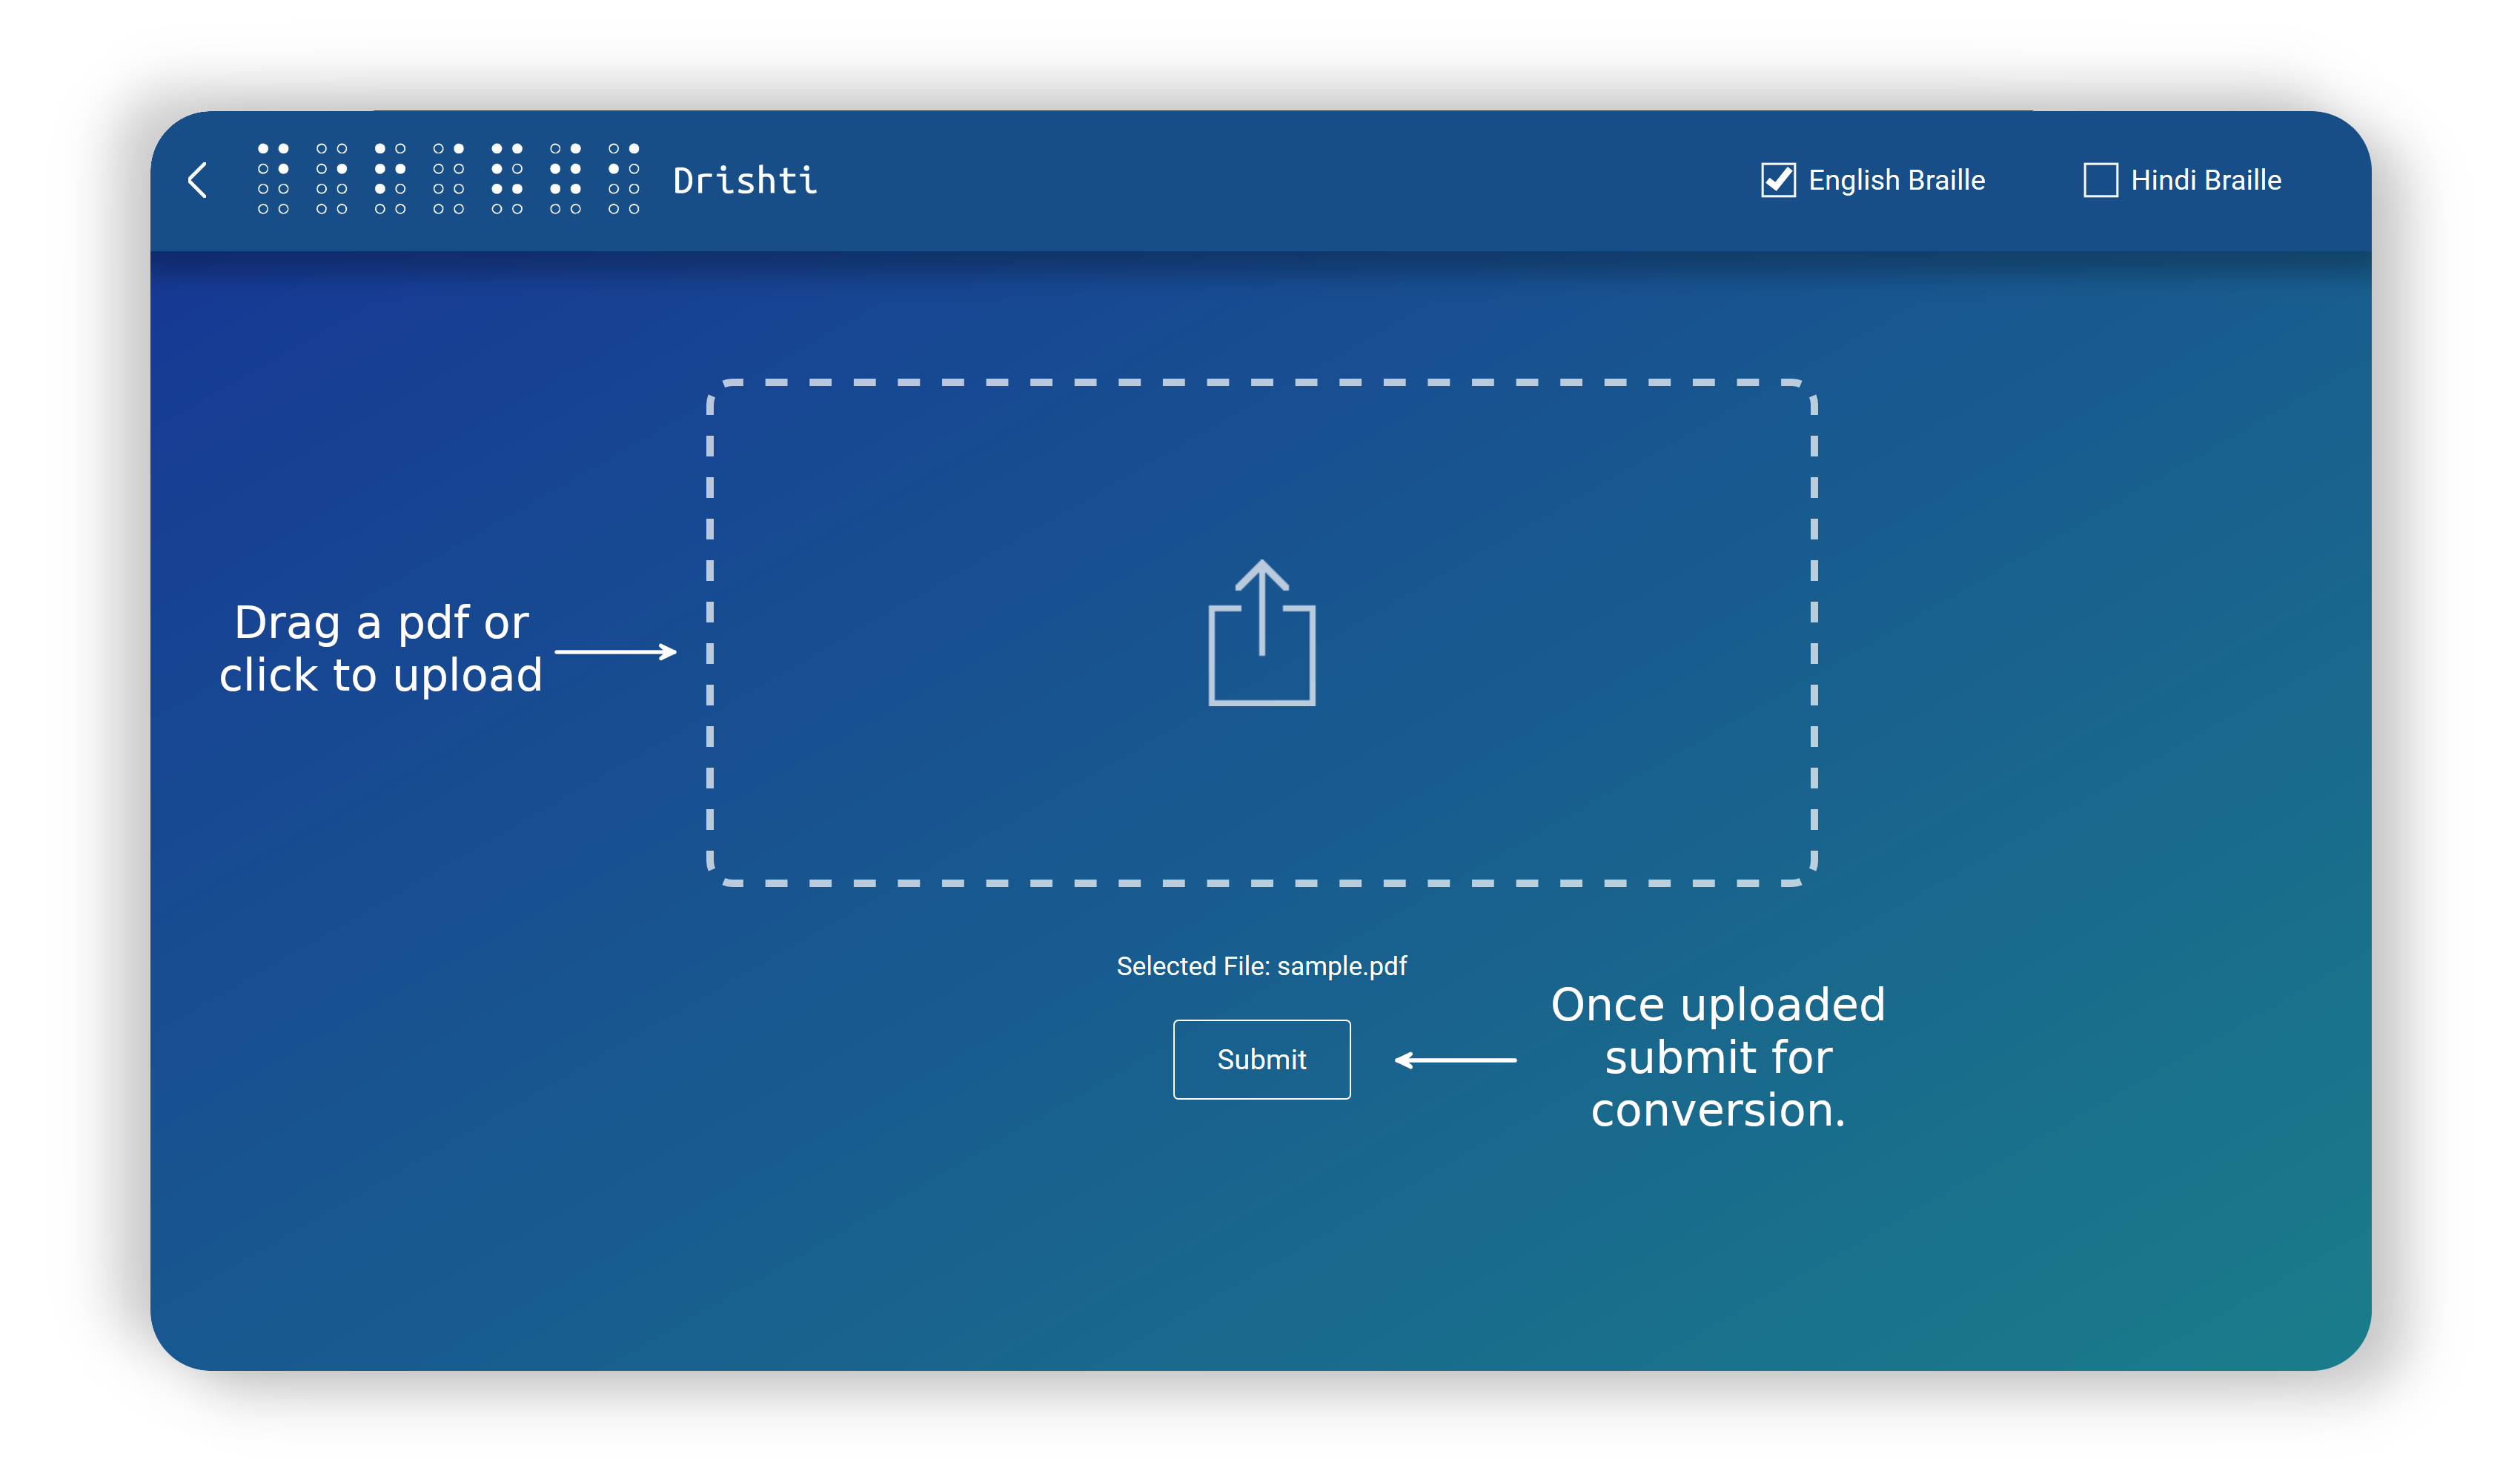 ⠙⠐⠗⠈⠯⠾⠊ Drishti
English Braille
Hindi Braille
Drag a pdf or
click to upload
Selected File: sample.pdf
Submit
Once uploaded
submit for
conversion.